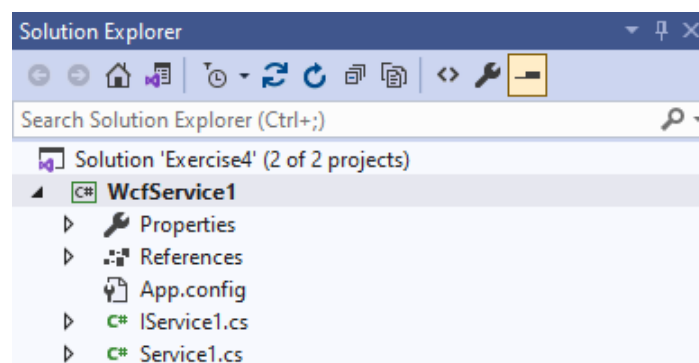 Solution Explorer
Search Solution Explorer (Ctrl+;)
Solution 'Exercise4' (2 of 2 projects)
C# WcfService1
Properties
References
App.config
C# IService1.cs
C# Service1.cs